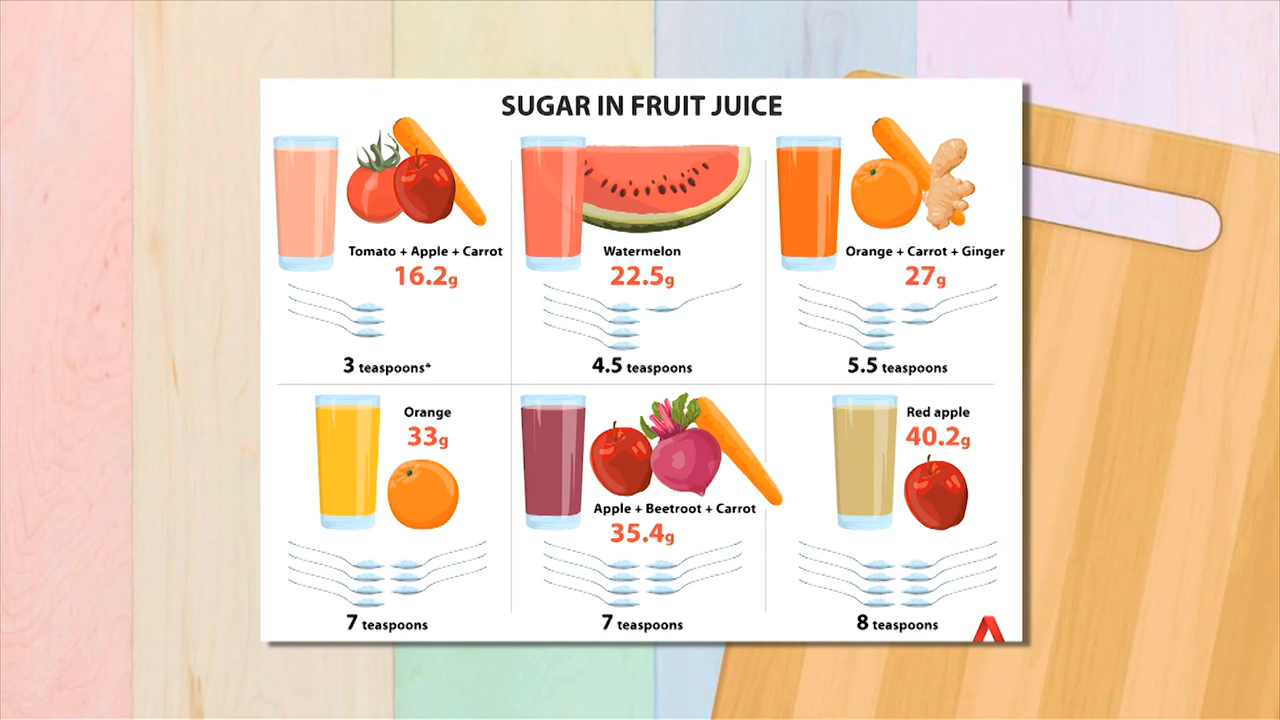 SUGAR IN FRUIT JUICE
Tomato + Apple + Carrot
16.2g
3 teaspoons*
Watermelon
22.5g
4.5 teaspoons
Orange + Carrot + Ginger
27g
5.5 teaspoons
Orange
33g
7 teaspoons
Apple + Beetroot + Carrot
35.4g
7 teaspoons
Red apple
40.2g
8 teaspoons